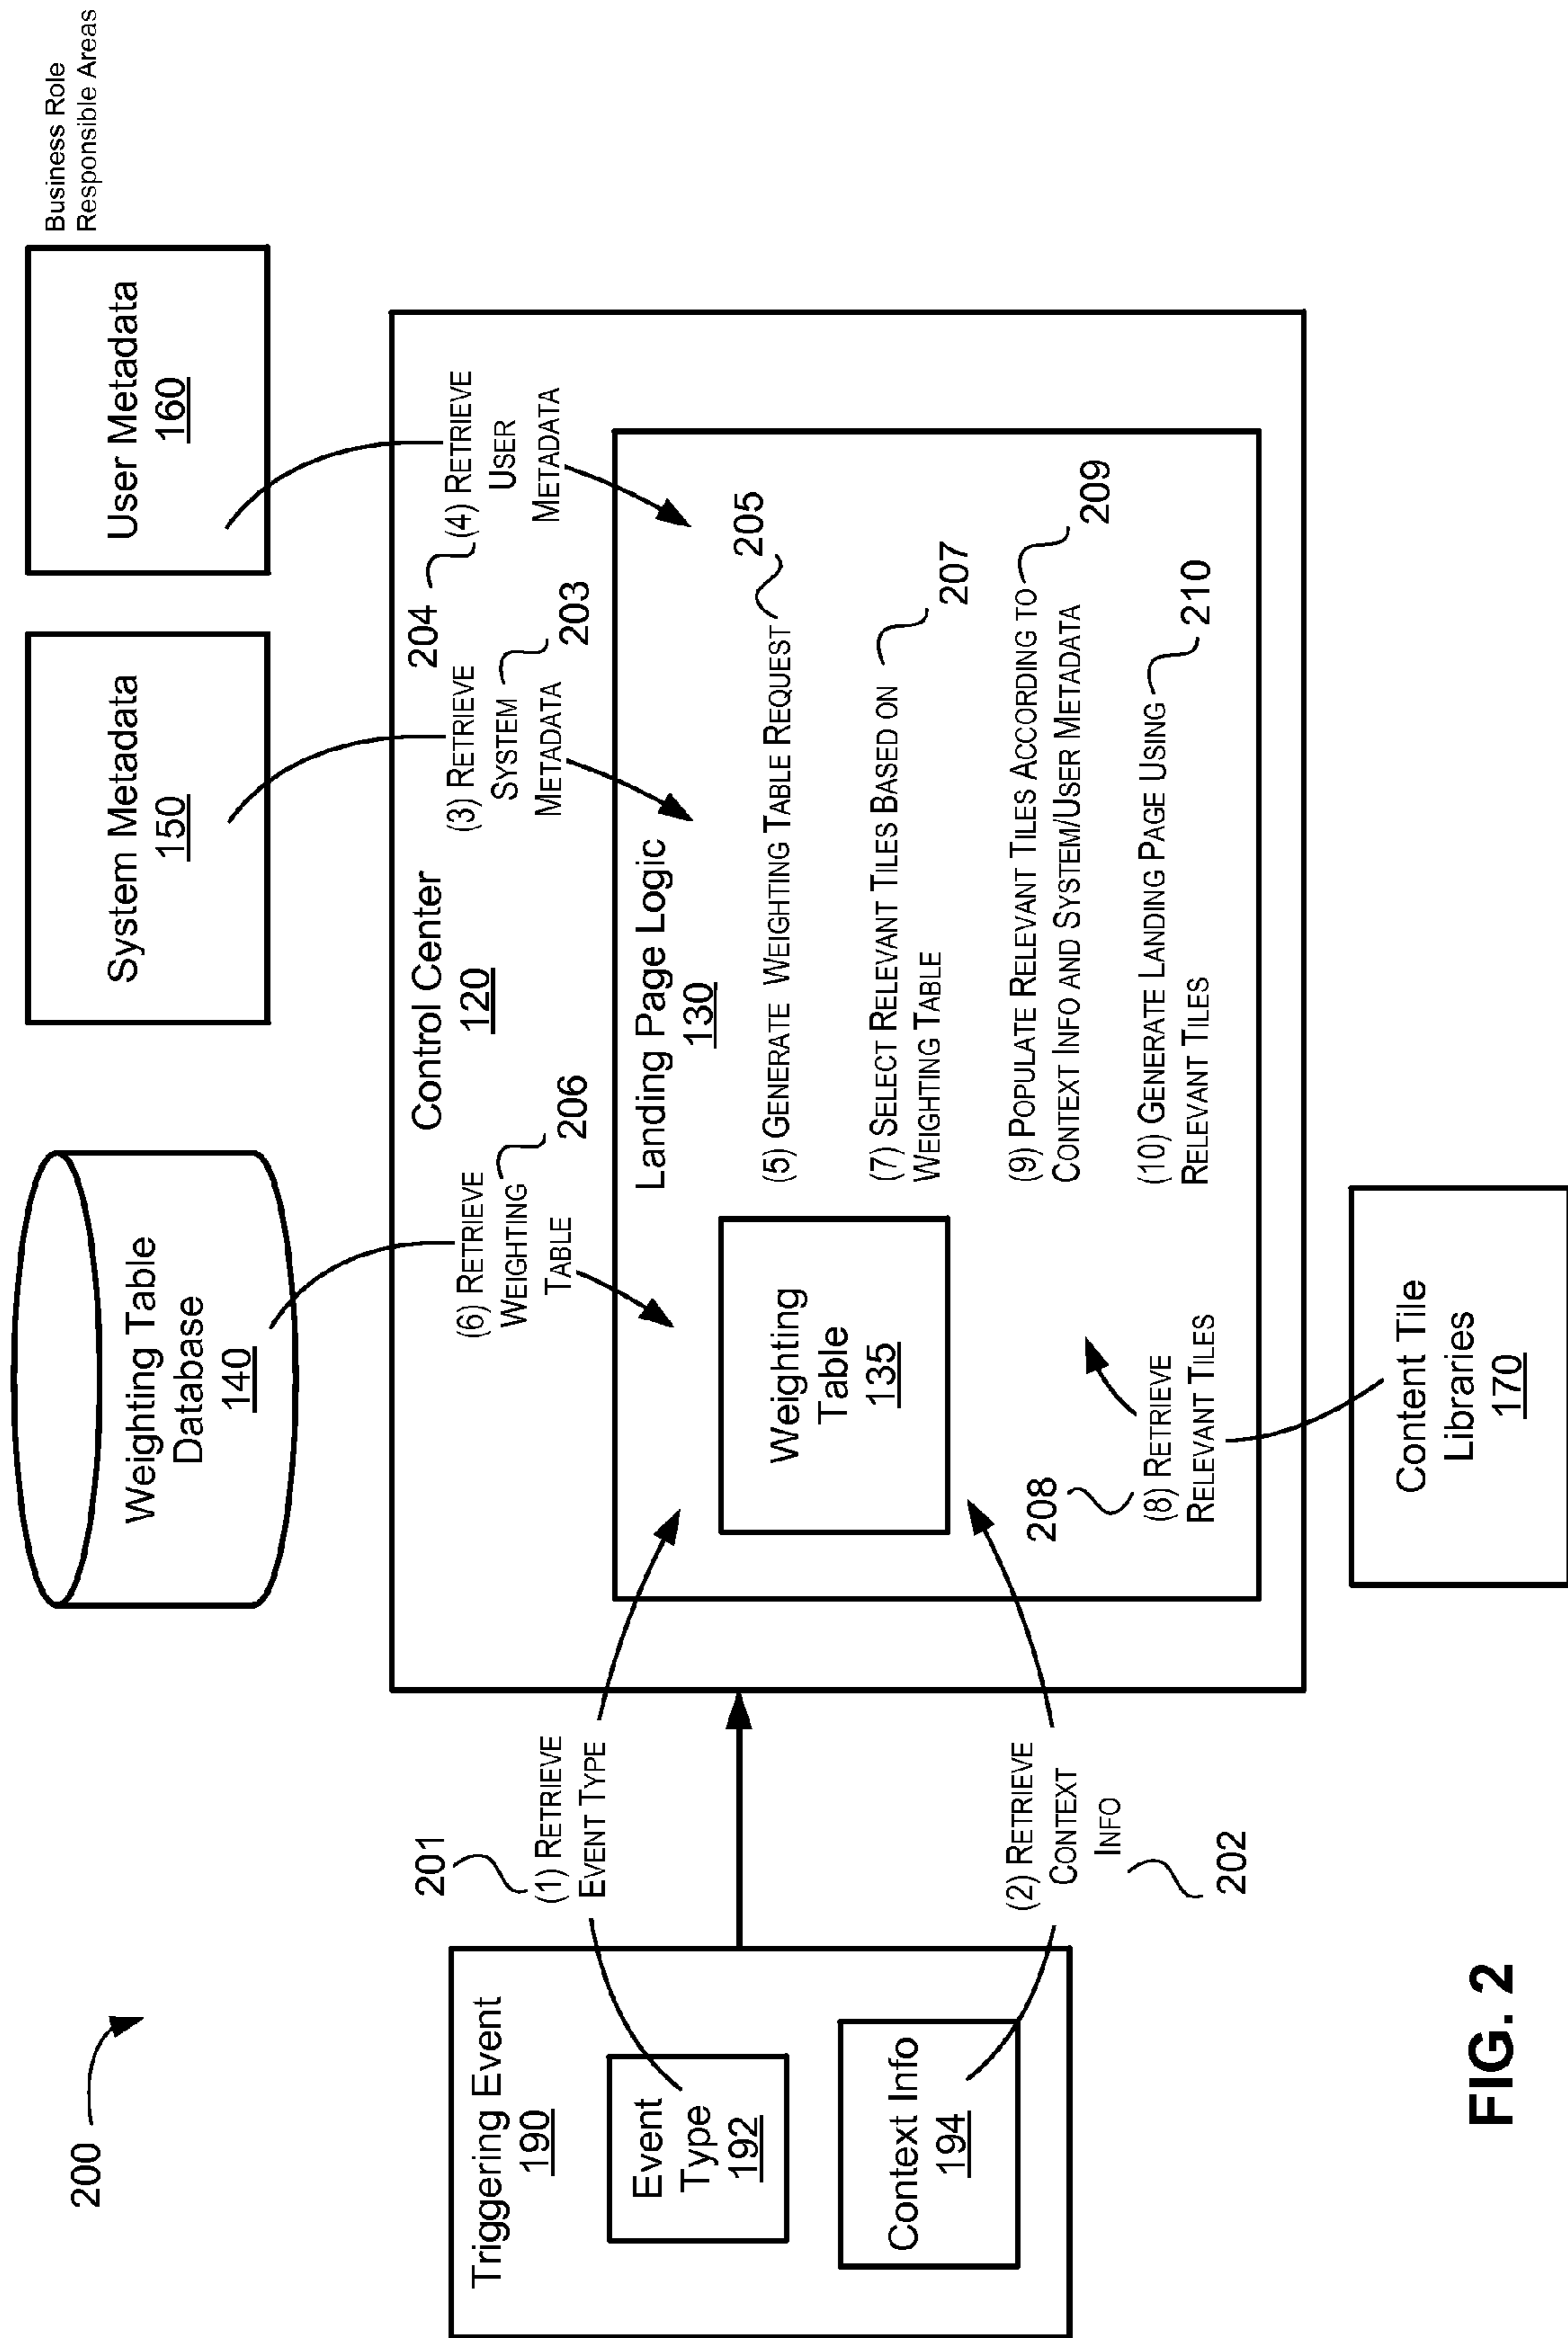 200
Business Role
Responsible Areas
Weighting Table
Database
140
System Metadata
150
User Metadata
160
Triggering Event
190
Event
Type
192
Context Info
194
201
(1) RETRIEVE
EVENT TYPE
(2) RETRIEVE
CONTEXT
INFO
202
Control Center
120
(6) RETRIEVE
WEIGHTING
TABLE
206
(3) RETRIEVE
SYSTEM
METADATA
203
204
(4) RETRIEVE
USER
METADATA
Landing Page Logic
130
Weighting
Table
135
(5) GENERATE WEIGHTING TABLE REQUEST
205
(7) SELECT RELEVANT TILES BASED ON
WEIGHTING TABLE
207
(9) POPULATE RELEVANT TILES ACCORDING TO
CONTEXT INFO AND SYSTEM/USER METADATA
209
(10) GENERATE LANDING PAGE USING
RELEVANT TILES
210
208
(8) RETRIEVE
RELEVANT TILES
Content Tile
Libraries
170
FIG. 2